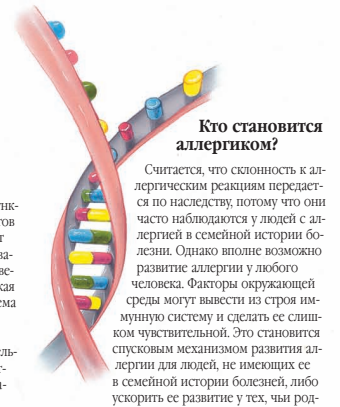 Кто становится
аллергиком?
Считается, что склонность к ал-
лергическим реакциям передает-
ся по наследству, потому что они
часто наблюдаются у людей с ал-
лергией в семейной истории бо-
лезни. Однако вполне возможно
развитие аллергии у любого
человека. Факторы окружающей
среды могут вывести из строя им-
мунную систему и сделать ее слиш-
ком чувствительной. Это становится
спусковым механизмом развития ал-
лергии для людей, не имеющих ее
в семейной истории болезней, либо
ускорить ее развитие у тех, чьи род-